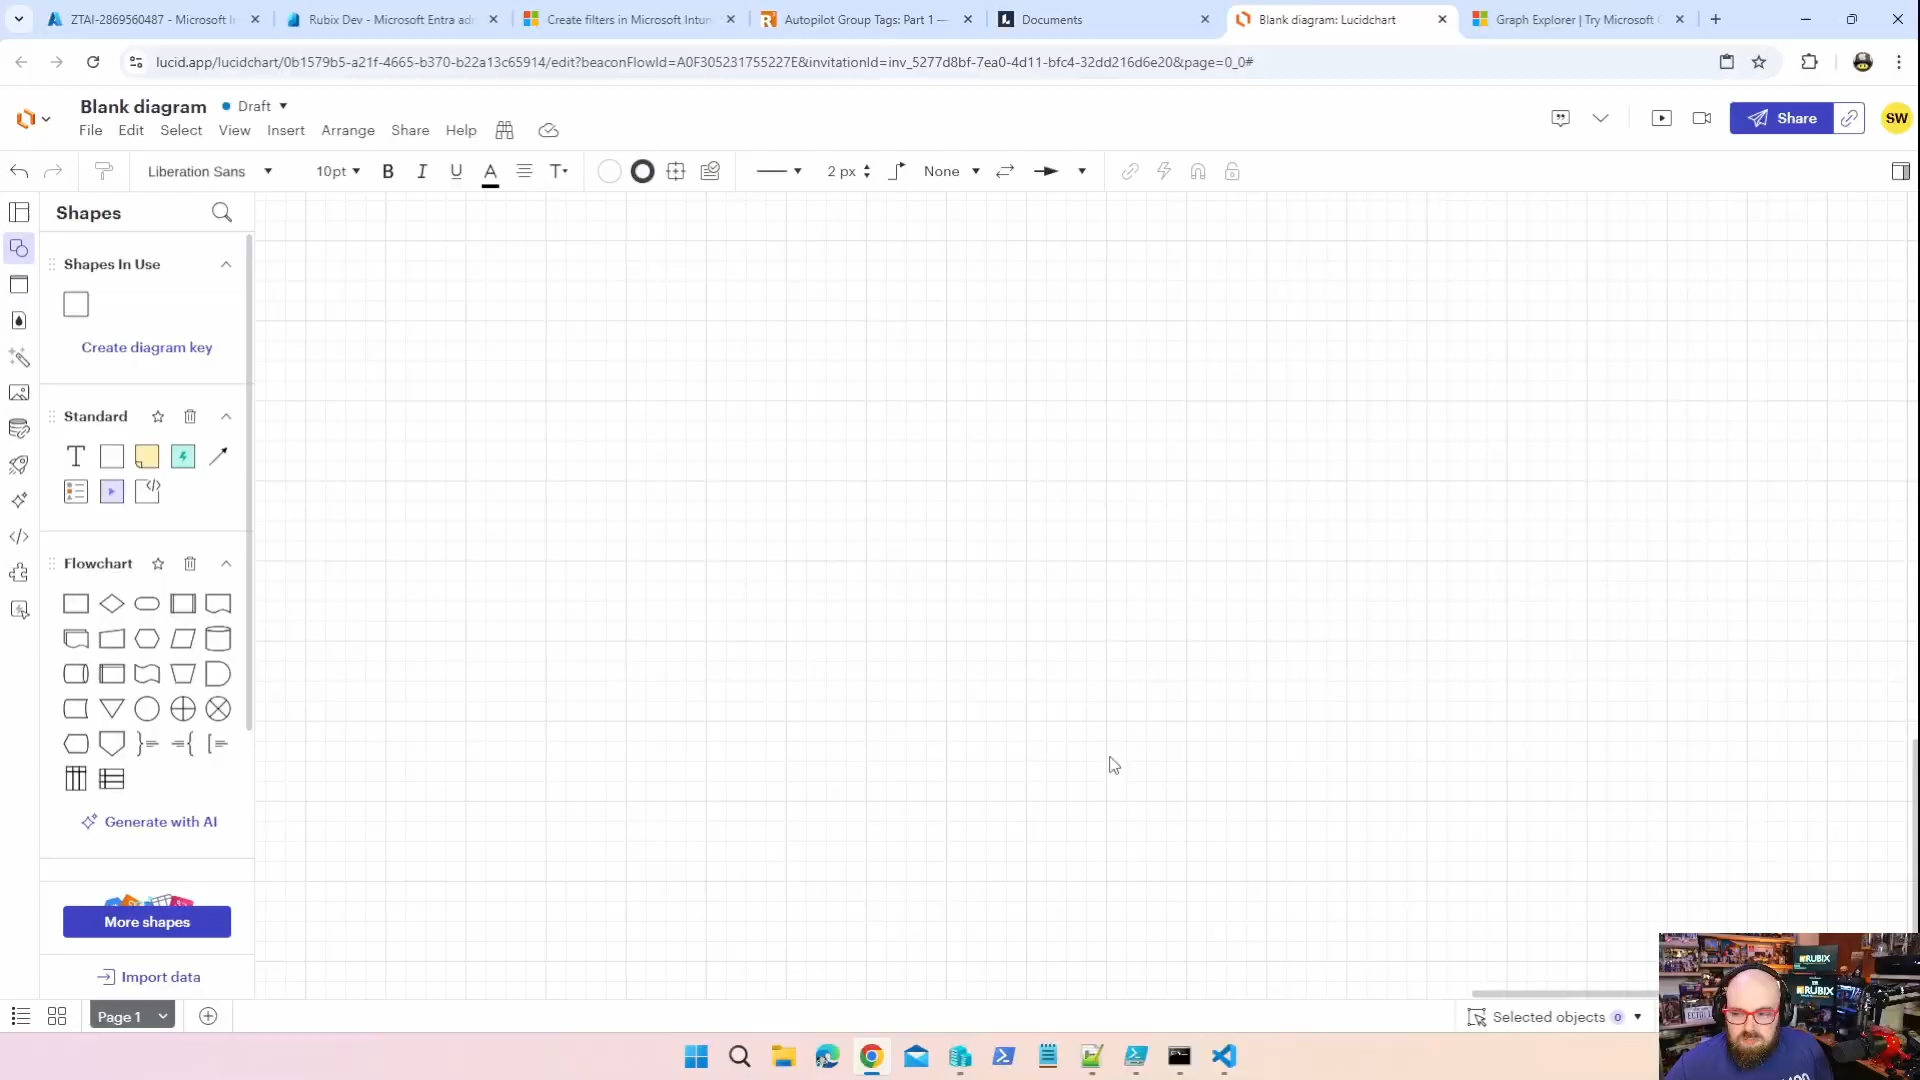 ZTAI-2869560487 - Microsoft I
Rubix Dev - Microsoft Entra adm
Create filters in Microsoft Intun
Autopilot Group Tags: Part 1 —
Documents
Blank diagram: Lucidchart
Graph Explorer | Try Microsoft G
lucid.app/lucidchart/0b1579b5-a21f-4665-b370-b22a13c65914/edit?beaconFlowId=A0F305231755227E&invitationId=inv_5277d8bf-7ea0-4d11-bfc4-32dd216d6e20&page=0_0#
Blank diagram
Draft
File Edit Select View Insert Arrange Share Help
Share
SW
Liberation Sans
10pt
B I U A T
2 px
None
Shapes
Shapes In Use
Create diagram key
Standard
T
Flowchart
Generate with AI
More shapes
Import data
Page 1
Selected objects 0
RUBIX
RUBIX